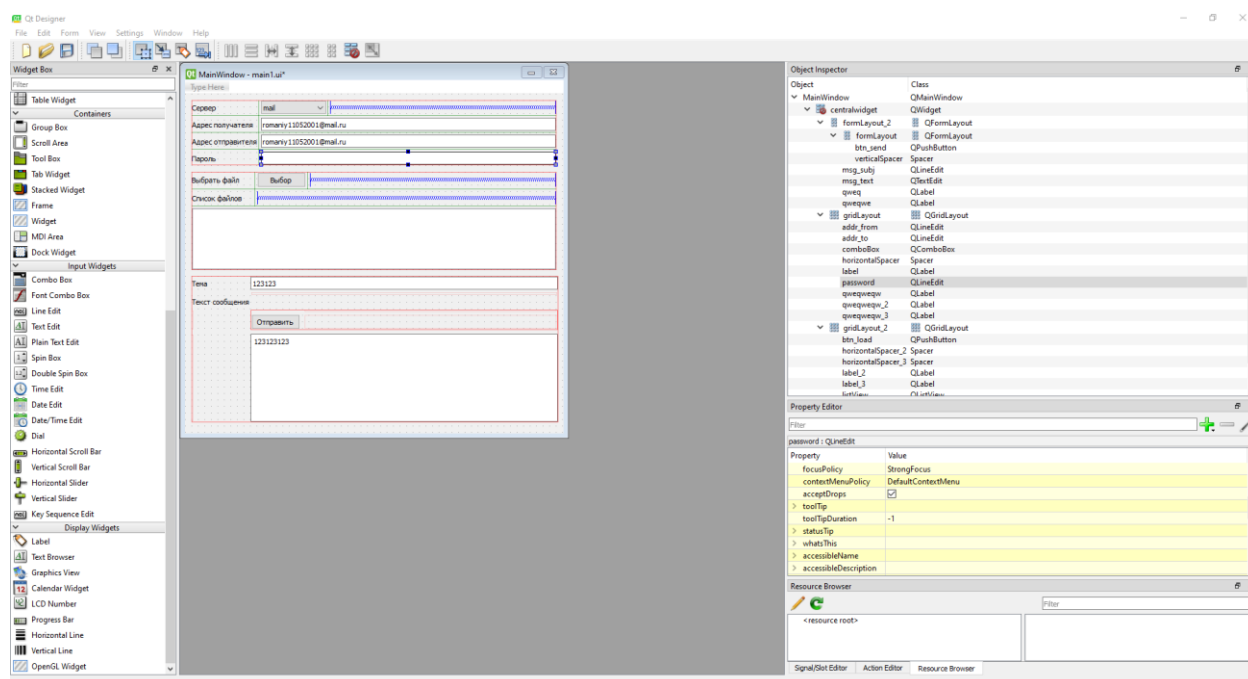 Qt Designer
File Edit Form View Settings Window Help
Widget Box
Filter
Table Widget
Containers
Group Box
Scroll Area
Tool Box
Tab Widget
Stacked Widget
Frame
Widget
MDI Area
Dock Widget
Input Widgets
Combo Box
Font Combo Box
Line Edit
Text Edit
Plain Text Edit
Spin Box
Double Spin Box
Time Edit
Date Edit
Date/Time Edit
Dial
Horizontal Scroll Bar
Vertical Scroll Bar
Horizontal Slider
Vertical Slider
Key Sequence Edit
Display Widgets
Label
Text Browser
Graphics View
Calendar Widget
LCD Number
Progress Bar
Horizontal Line
Vertical Line
OpenGL Widget
MainWindow - main1.ui*
Type Here
Сервер mail
Адрес получателя romaniy11052001@mail.ru
Адрес отправителя romaniy11052001@mail.ru
Пароль
Выбрать файл Выбор
Список файлов
Тема 123123
Текст сообщения
Отправить
123123123
Object Inspector
Object Class
MainWindow QMainWindow
centralwidget QWidget
formLayout_2 QFormLayout
formLayout QFormLayout
btn_send QPushButton
verticalSpacer Spacer
msg_subj QLineEdit
msg_text QTextEdit
qweq QLabel
qweqwe QLabel
gridLayout QGridLayout
addr_from QLineEdit
addr_to QLineEdit
comboBox QComboBox
horizontalSpacer Spacer
label QLabel
password QLineEdit
qweqweqw QLabel
qweqweqw_2 QLabel
qweqweqw_3 QLabel
gridLayout_2 QGridLayout
btn_load QPushButton
horizontalSpacer_2 Spacer
horizontalSpacer_3 Spacer
label_2 QLabel
label_3 QLabel
listView QListView
Property Editor
Filter
password : QLineEdit
Property Value
focusPolicy StrongFocus
contextMenuPolicy DefaultContextMenu
acceptDrops
toolTip
toolTipDuration -1
statusTip
whatsThis
accessibleName
accessibleDescription
Resource Browser
Filter
<resource root>
Signal/Slot Editor Action Editor Resource Browser